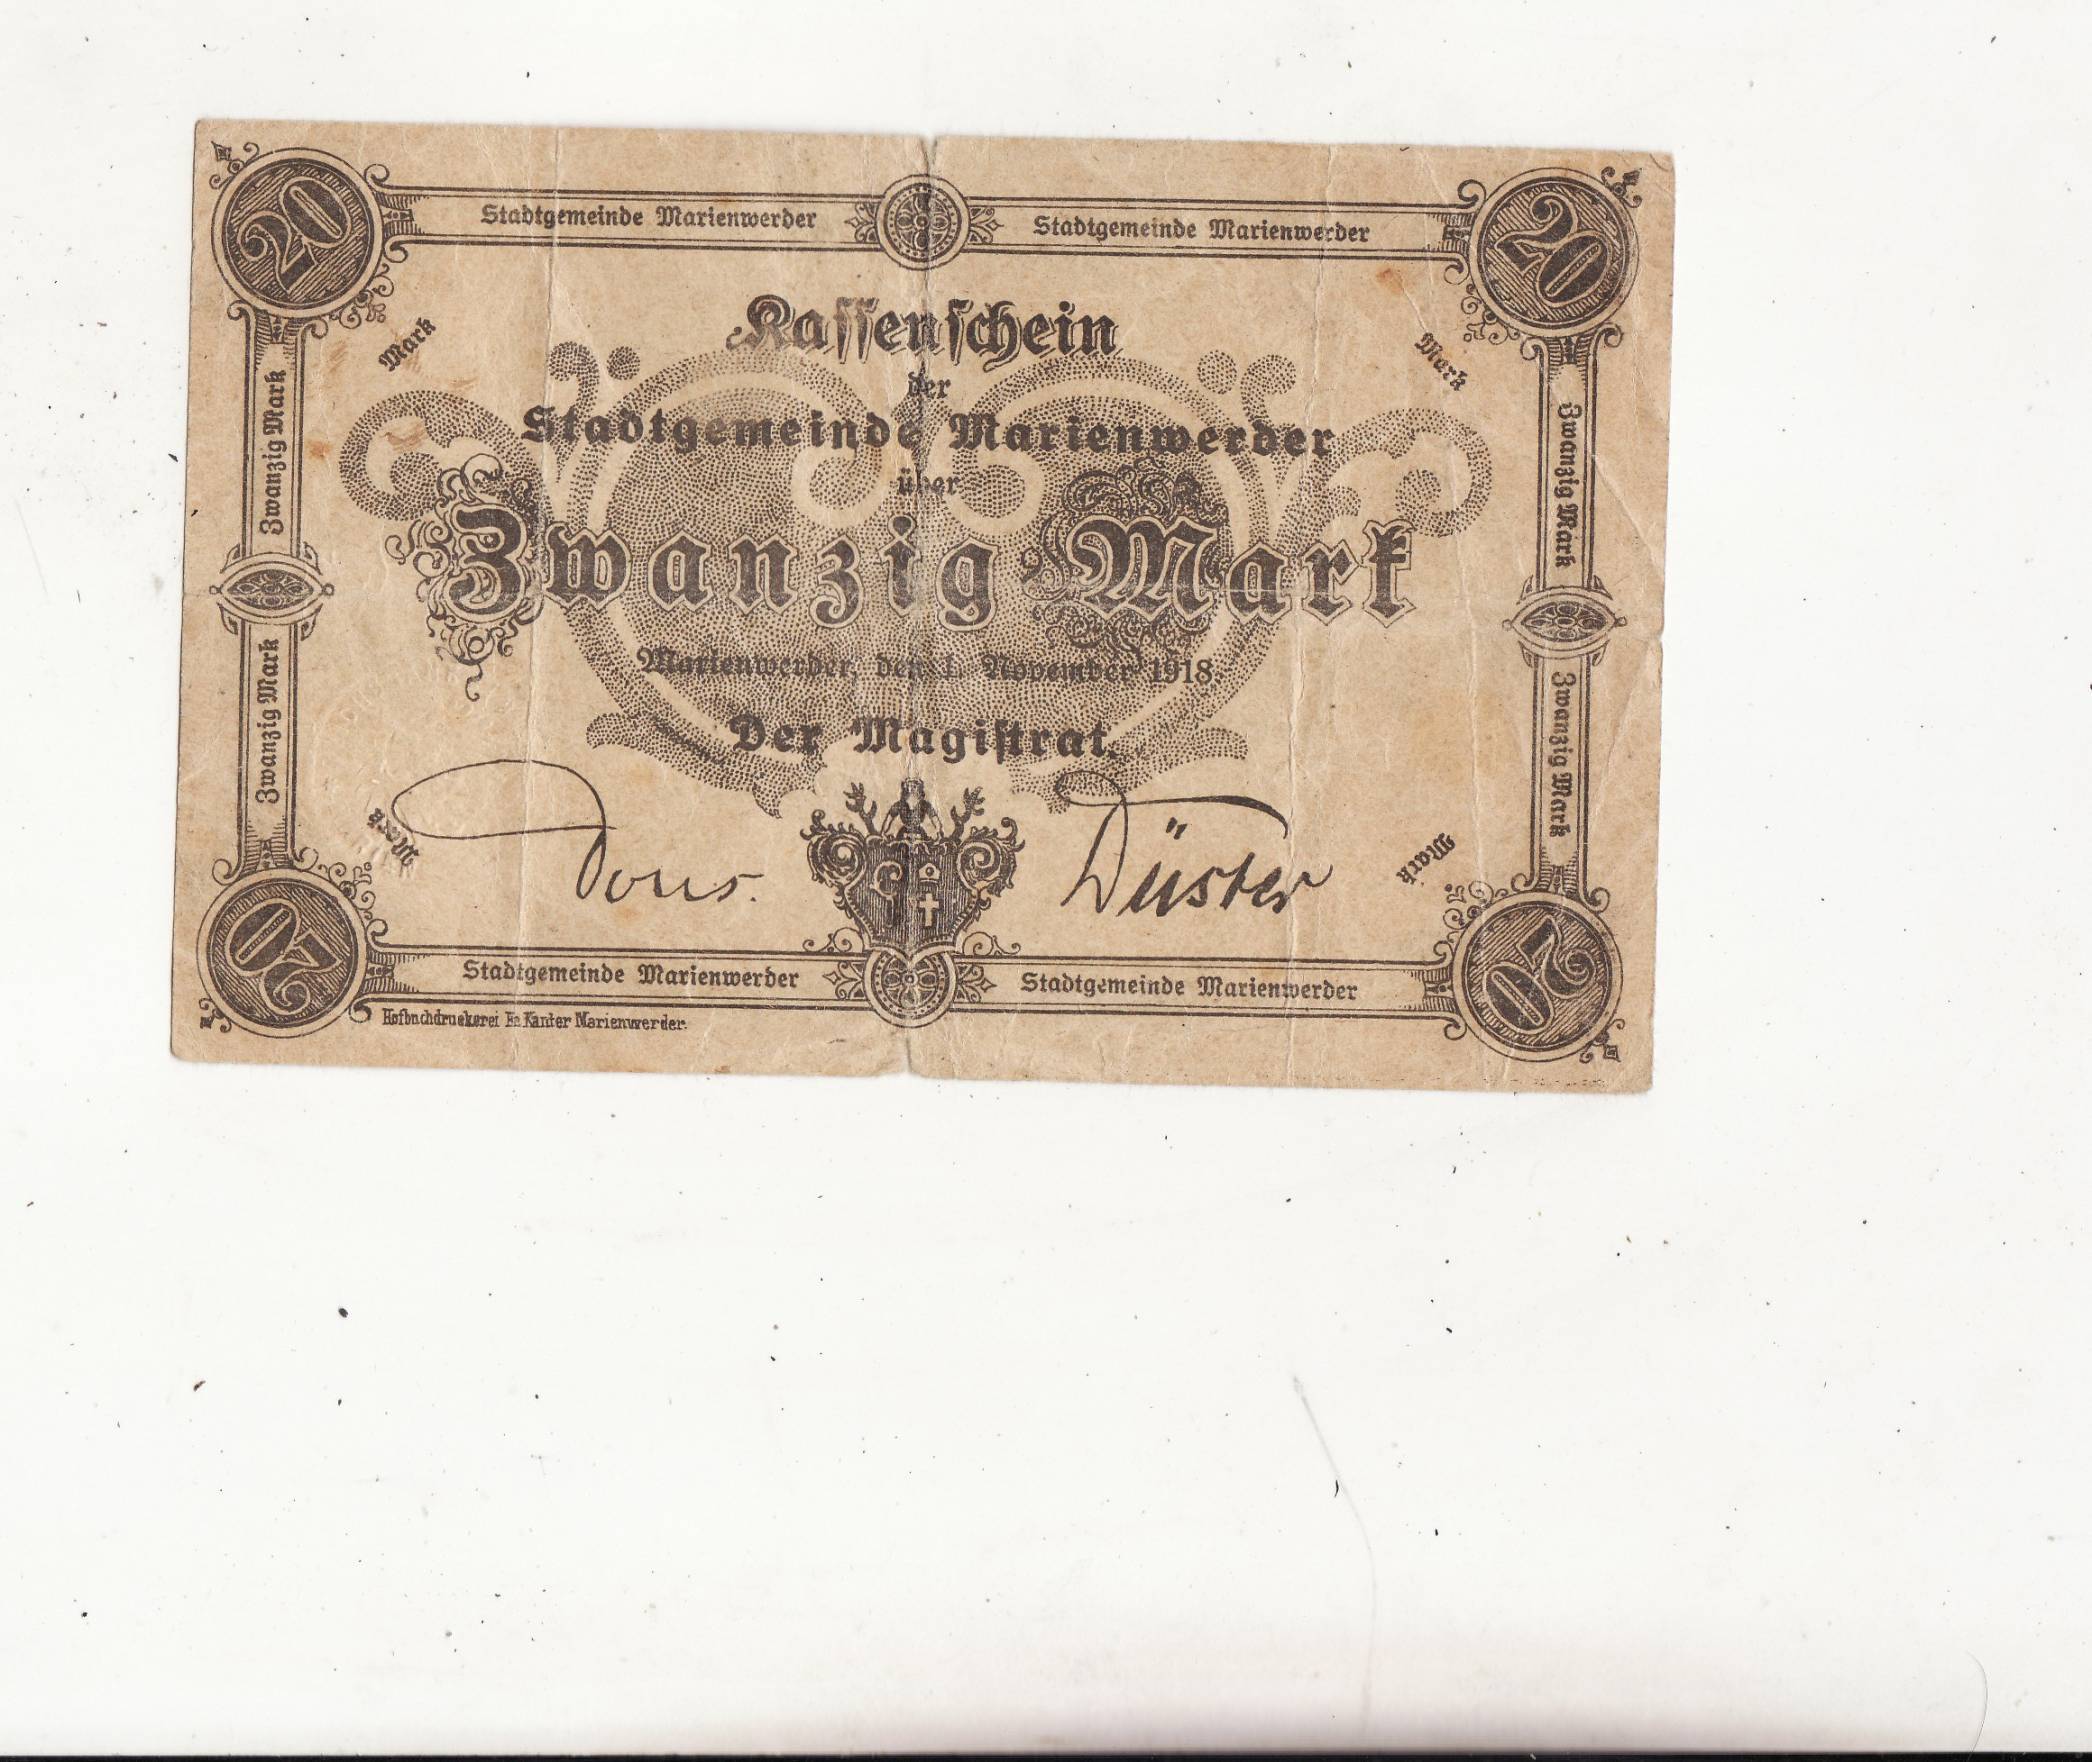 20
Stadtgemeinde Marienwerder
Stadtgemeinde Marienwerder
20
Mark
Mark
Kassenschein
der
Stadtgemeinde Marienwerder
über
Zwanzig Mark
Marienwerder, den 1. November 1918.
Der Magistrat.
Zwanzig Mark
Zwanzig Mark
Zwanzig Mark
Zwanzig Mark
Mark
Mark
Düster
20
Stadtgemeinde Marienwerder
Stadtgemeinde Marienwerder
20
Hofbuchdruckerei Kanter Marienwerder.